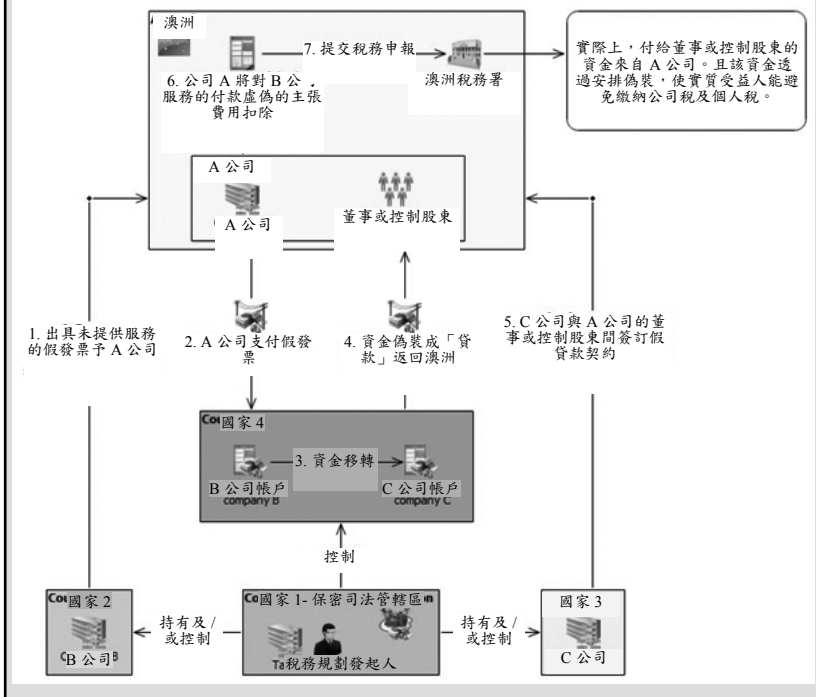 澳洲
7. 提交稅務申報
6. 公司 A 將對 B 公司
服務的付款虛偽的主張
費用扣除
澳洲稅務署
實際上，付給董事或控制股東的
資金來自 A 公司。且該資金透
過安排偽裝，使實質受益人能避
免繳納公司稅及個人稅。
A 公司
A 公司
董事或控制股東
1. 出具未提供服務
的假發票予 A 公司
2. A 公司支付假發
票
4. 資金偽裝成「貸
款」返回澳洲
5. C 公司與 A 公司的董
事或控制股東間簽訂假
貸款契約
國家 4
3. 資金移轉
B 公司帳戶
company B
C 公司帳戶
company C
控制
國家 2
B 公司
持有及 /
或控制
國家 1- 保密司法管轄區
稅務規劃發起人
持有及 /
或控制
國家 3
C 公司